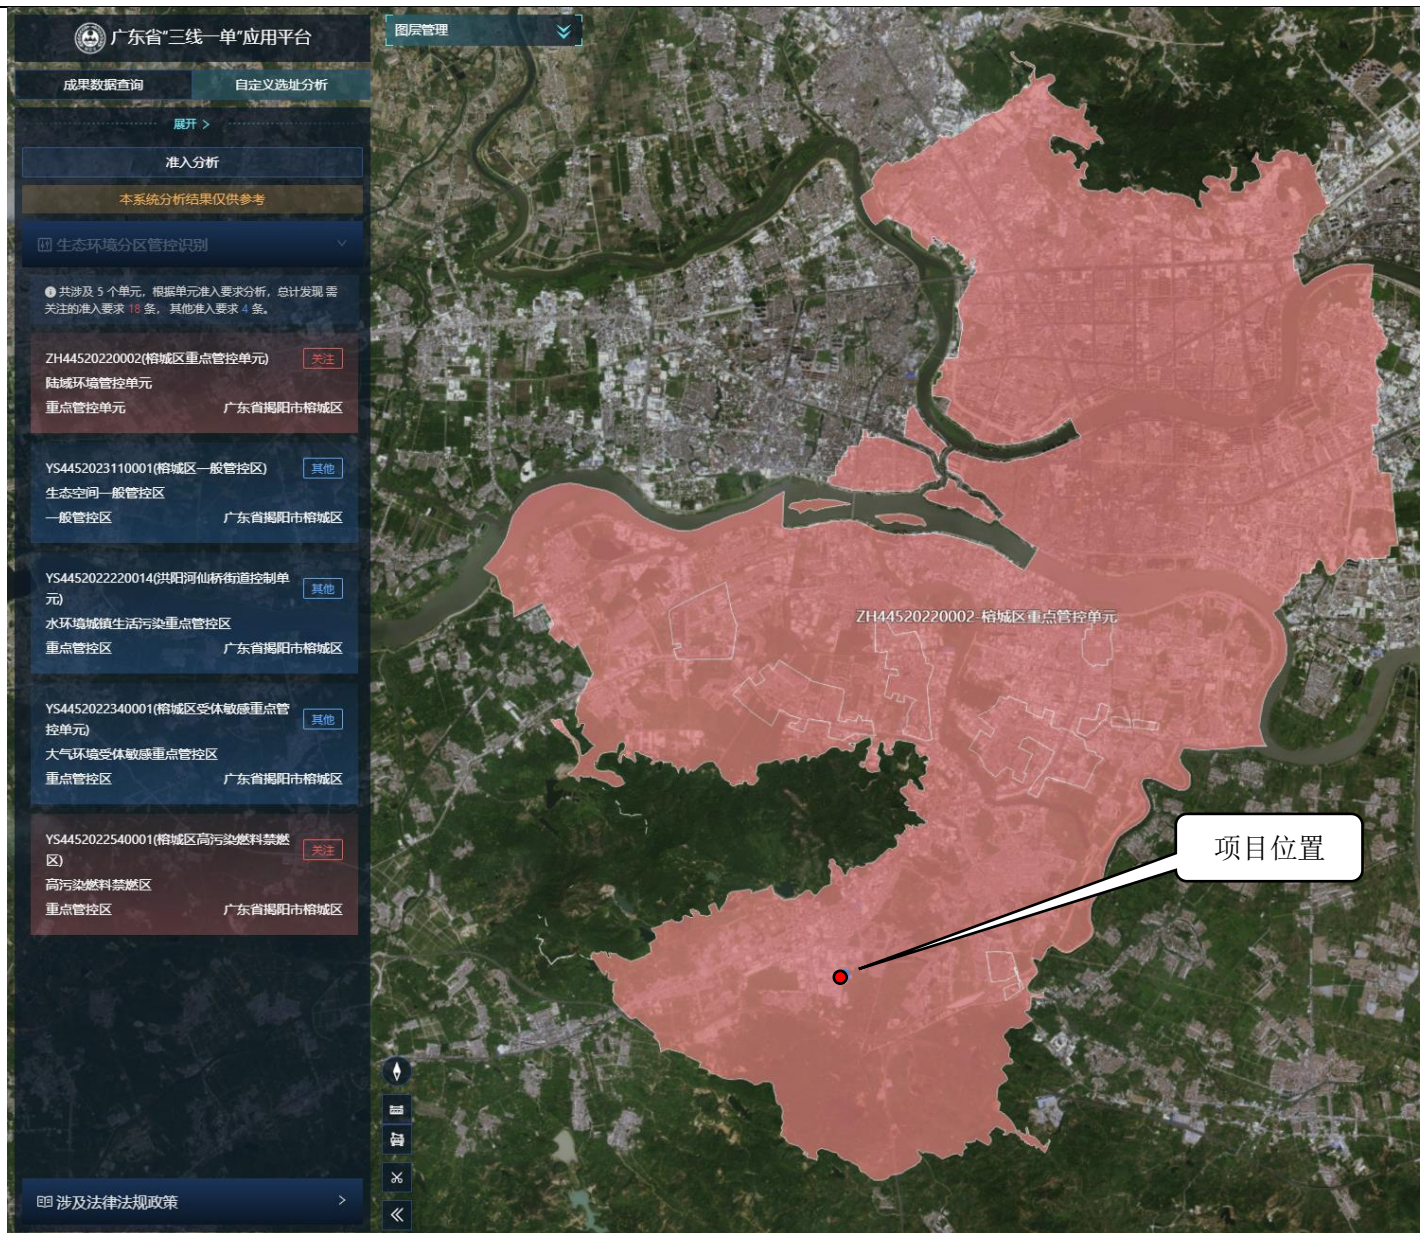 广东省“三线一单”应用平台
成果数据查询
自定义选址分析
展开 >
准入分析
本系统分析结果仅供参考
生态环境分区管控识别
共涉及 5 个单元，根据单元准入要求分析，总计发现 需
关注的准入要求 18 条， 其他准入要求 4 条。
ZH44520220002(榕城区重点管控单元)
关注
陆域环境管控单元
重点管控单元
广东省揭阳市榕城区
YS4452023110001(榕城区一般管控区)
其他
生态空间一般管控区
一般管控区
广东省揭阳市榕城区
YS4452022220014(洪阳河仙桥街道控制单
元)
其他
水环境城镇生活污染重点管控区
重点管控区
广东省揭阳市榕城区
YS4452022340001(榕城区受体敏感重点管
控单元)
其他
大气环境受体敏感重点管控区
重点管控区
广东省揭阳市榕城区
YS4452022540001(榕城区高污染燃料禁燃
区)
关注
高污染燃料禁燃区
重点管控区
广东省揭阳市榕城区
涉及法律法规政策
图层管理
ZH44520220002-榕城区重点管控单元
项目位置